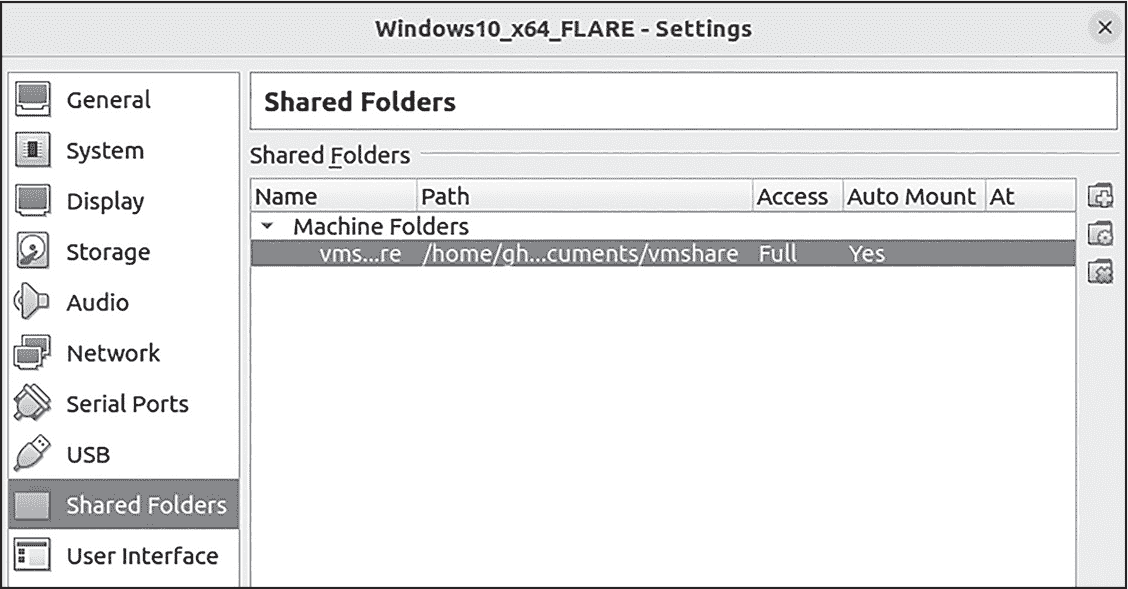 Windows10_x64_FLARE - Settings
General
System
Display
Storage
Audio
Network
Serial Ports
USB
Shared Folders
User Interface
Shared Folders
Shared Folders
Name Path Access Auto Mount At
Machine Folders
vms...re /home/gh...cuments/vmshare Full Yes